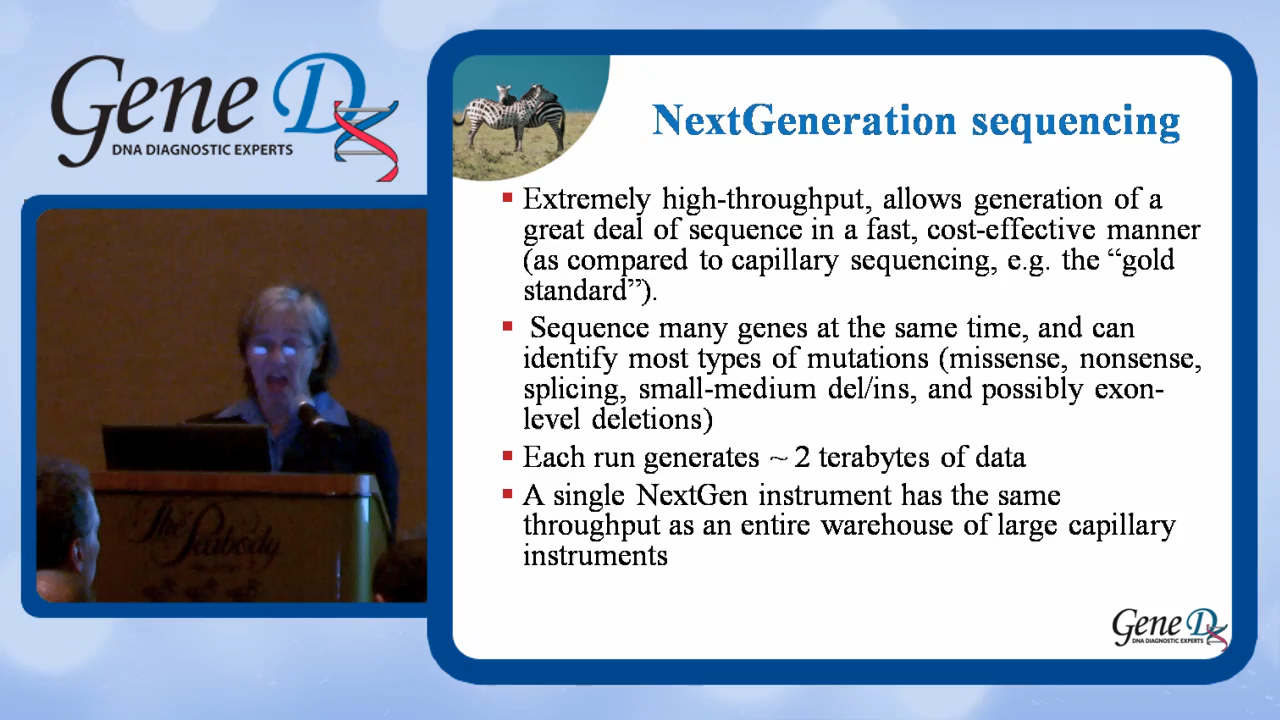 Gene Dx
DNA DIAGNOSTIC EXPERTS
NextGeneration sequencing
Extremely high-throughput, allows generation of a
great deal of sequence in a fast, cost-effective manner
(as compared to capillary sequencing, e.g. the “gold
standard”).
Sequence many genes at the same time, and can
identify most types of mutations (missense, nonsense,
splicing, small-medium del/ins, and possibly exon-
level deletions)
Each run generates ~ 2 terabytes of data
A single NextGen instrument has the same
throughput as an entire warehouse of large capillary
instruments
The Peabody
Gene Dx
DNA DIAGNOSTIC EXPERTS